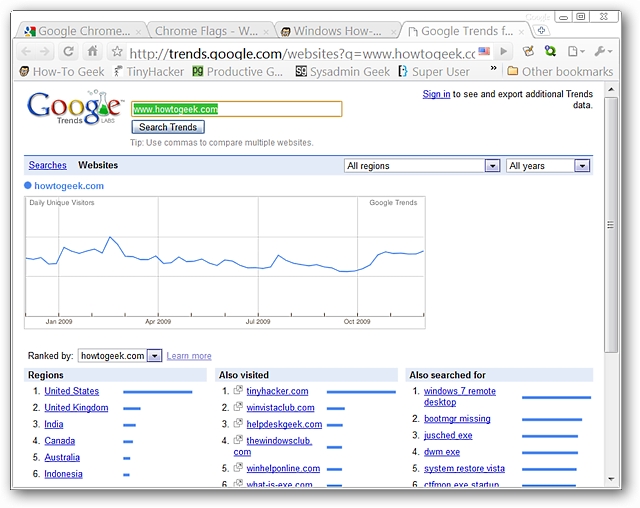 Google Chrome...
Chrome Flags - W...
Windows How-...
Google Trends f...
http://trends.google.com/websites?q=www.howtogeek.cc
How-To Geek
TinyHacker
Productive G...
Sysadmin Geek
Super User
»
Other bookmarks
Google
Trends LABS
www.howtogeek.com
Search Trends
Tip: Use commas to compare multiple websites.
Sign in to see and export additional Trends
data.
Searches Websites
All regions
All years
howtogeek.com
Daily Unique Visitors
Google Trends
Jan 2009 Apr 2009 Jul 2009 Oct 2009
Ranked by: howtogeek.com Learn more
Regions
1. United States
2. United Kingdom
3. India
4. Canada
5. Australia
6. Indonesia
Also visited
1. tinyhacker.com
2. winvistaclub.com
3. helpdeskgeek.com
4. thewindowsclub.
com
5. winhelponline.com
6. what-is-exe.com
Also searched for
1. windows 7 remote
desktop
2. bootmgr missing
3. jusched exe
4. dwm exe
5. system restore vista
6. ctfmon exe startup